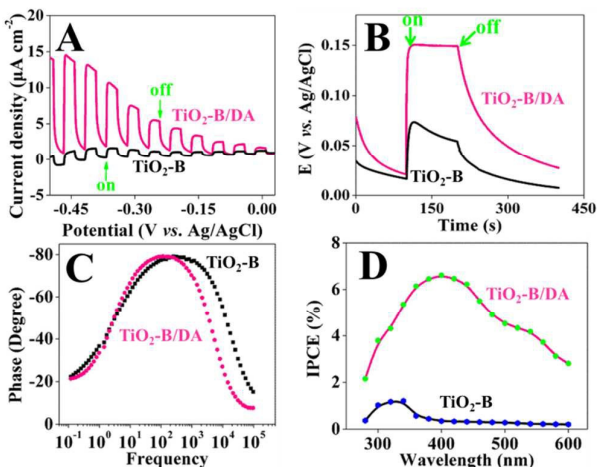 A
Current density (µA cm⁻²)
20
15
10
5
0
-5
off
TiO₂-B/DA
TiO₂-B
on
-0.45 -0.30 -0.15 0.00
Potential (V vs. Ag/AgCl)
B
E (V vs. Ag/AgCl)
0.15
0.10
0.05
0.00
on
off
TiO₂-B/DA
TiO₂-B
0 150 300 450
Time (s)
C
Phase (Degree)
-80
-60
-40
-20
0
TiO₂-B
TiO₂-B/DA
10⁻¹ 10⁰ 10¹ 10² 10³ 10⁴ 10⁵
Frequency
D
IPCE (%)
8
6
4
2
0
TiO₂-B/DA
TiO₂-B
300 400 500 600
Wavelength (nm)